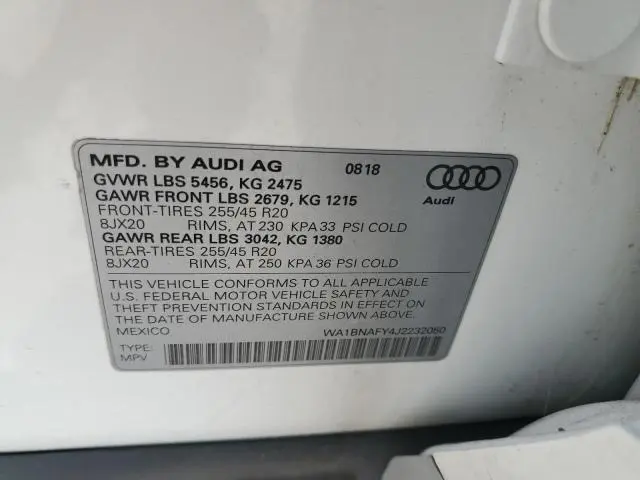 MFD. BY AUDI AG 0818
GVWR LBS 5456, KG 2475
GAWR FRONT LBS 2679, KG 1215
FRONT-TIRES 255/45 R20
8JX20 RIMS, AT 230 KPA 33 PSI COLD
GAWR REAR LBS 3042, KG 1380
REAR-TIRES 255/45 R20
8JX20 RIMS, AT 250 KPA 36 PSI COLD
Audi
THIS VEHICLE CONFORMS TO ALL APPLICABLE
U.S. FEDERAL MOTOR VEHICLE SAFETY AND
THEFT PREVENTION STANDARDS IN EFFECT ON
THE DATE OF MANUFACTURE SHOWN ABOVE.
MEXICO WA1BNAFY4J2232050
TYPE:
MPV